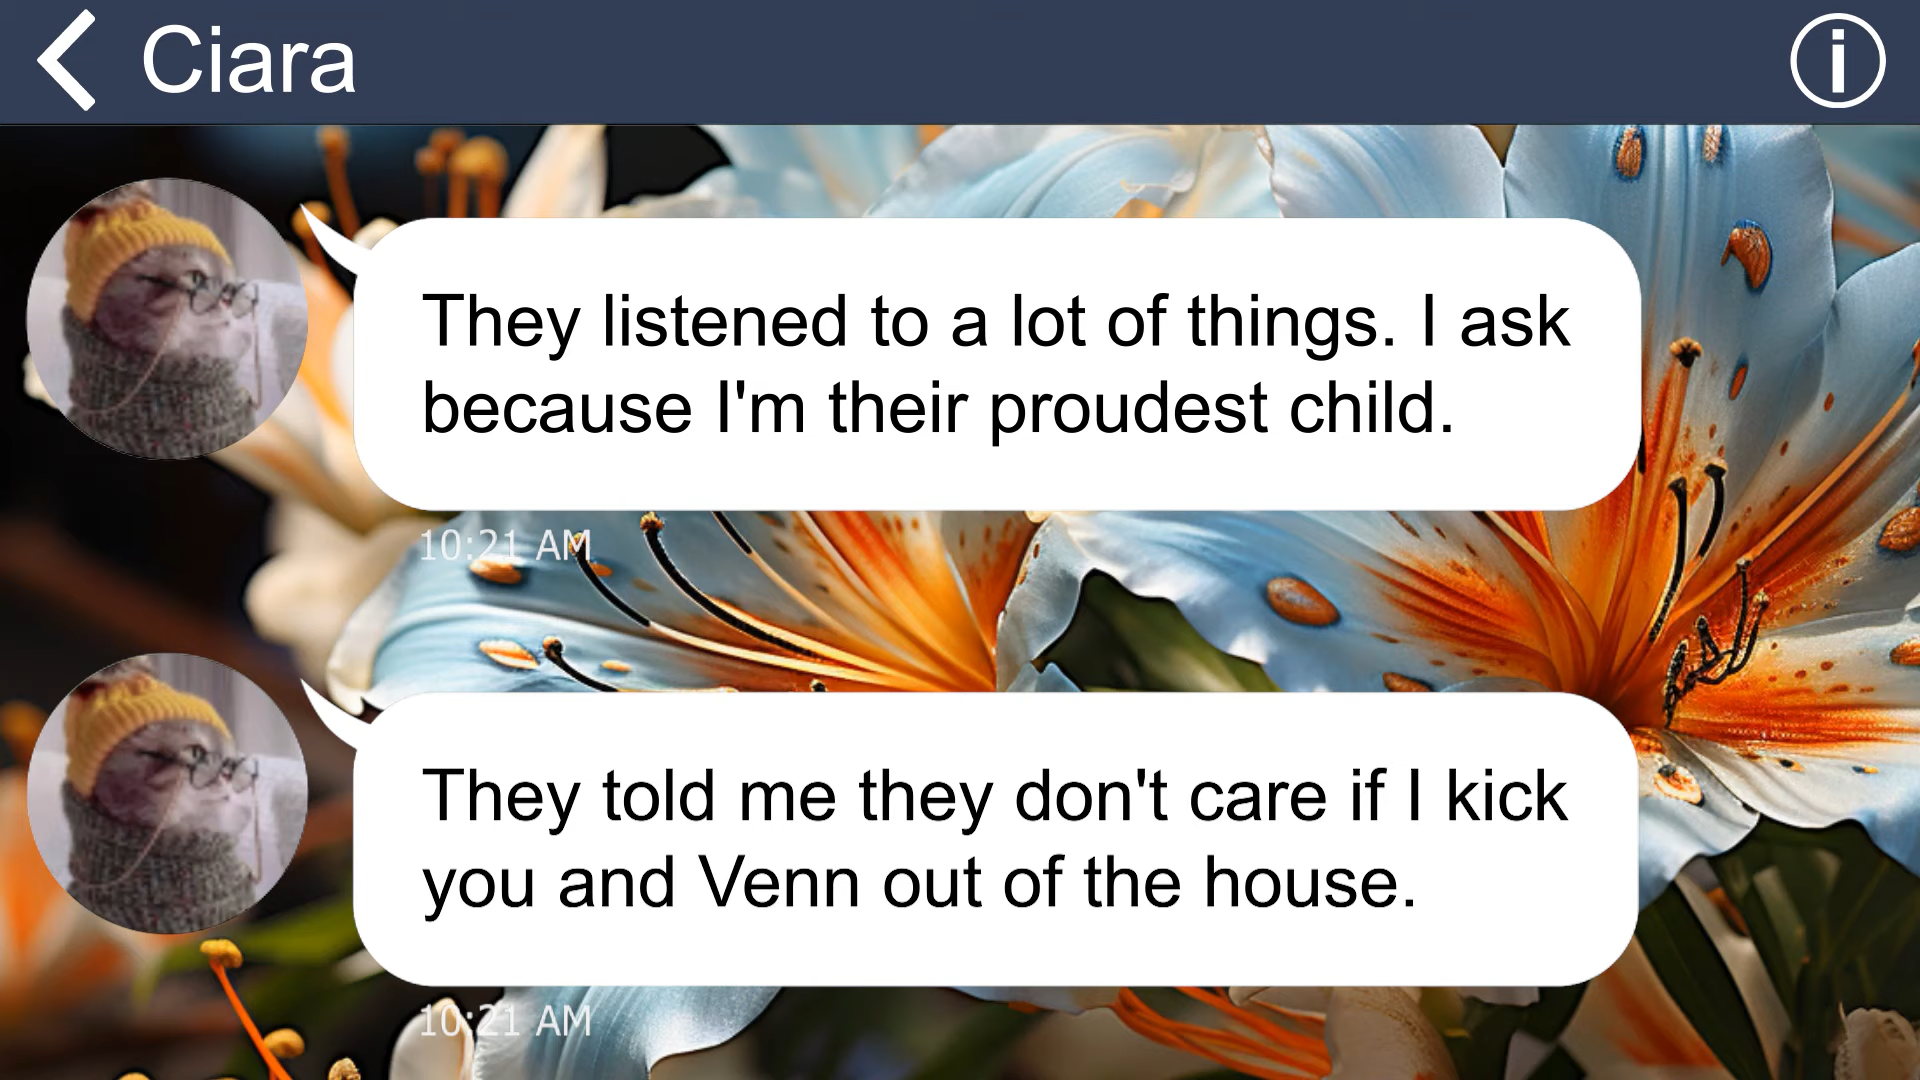 Ciara
They listened to a lot of things. I ask
because I'm their proudest child.
10:21 AM
They told me they don't care if I kick
you and Venn out of the house.
10:21 AM